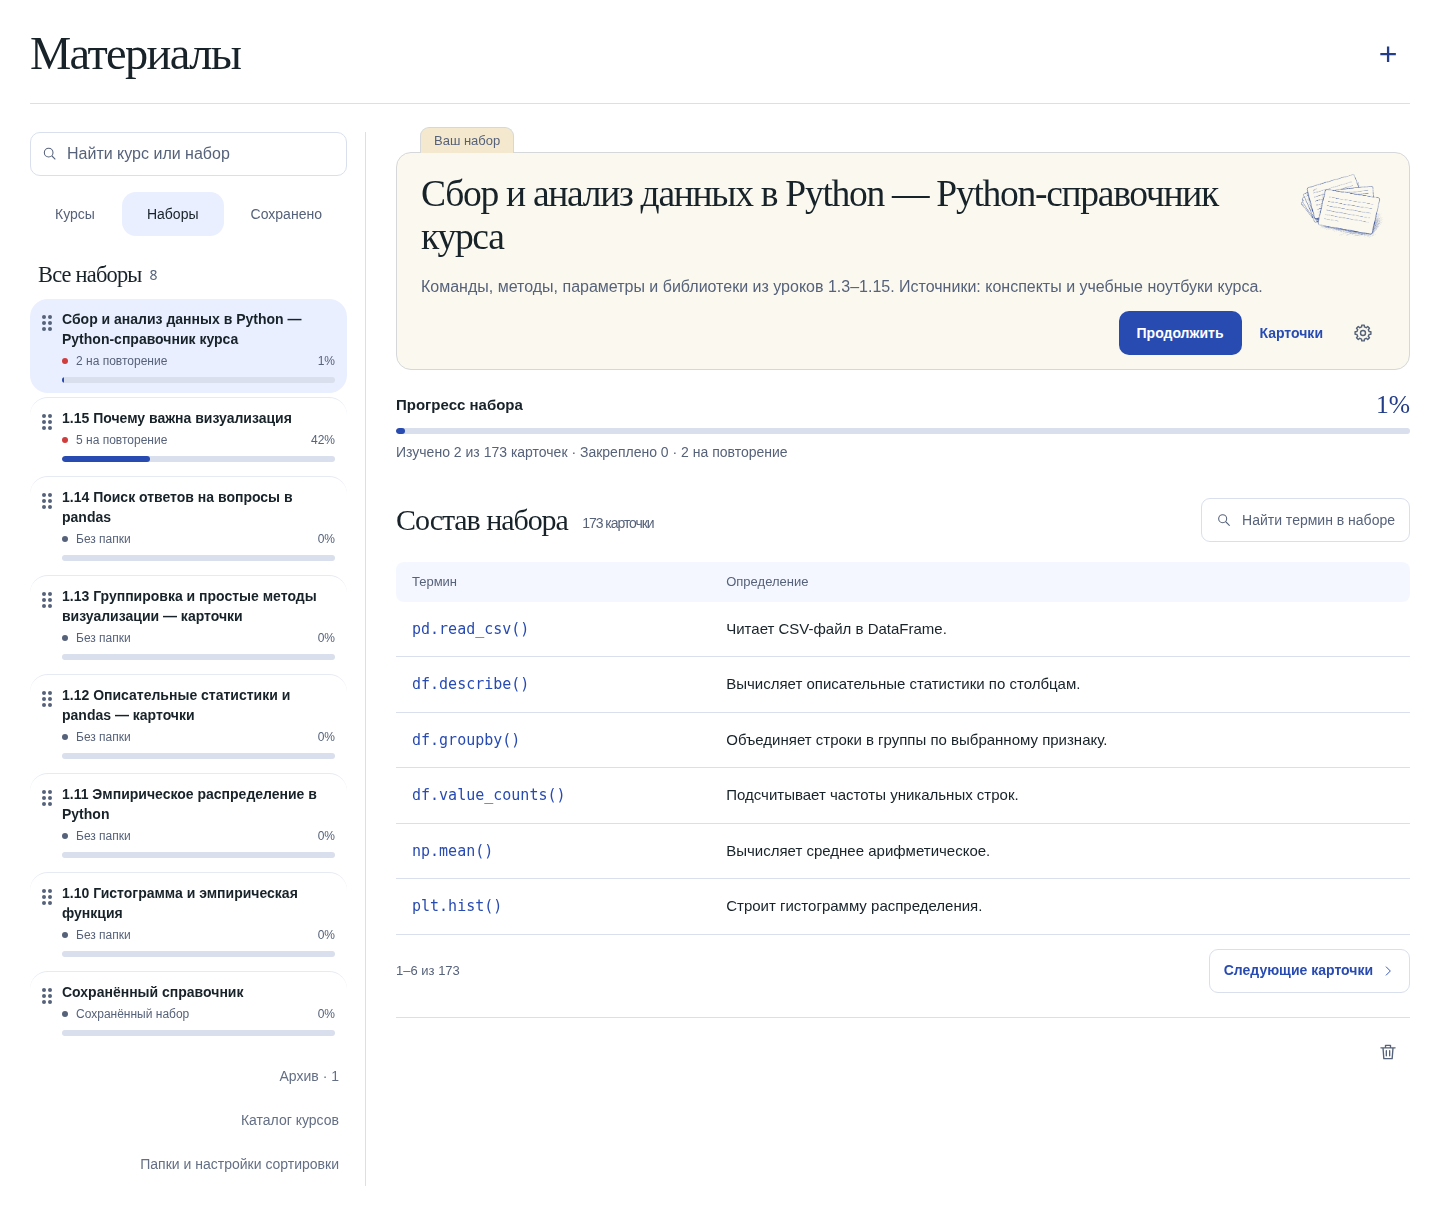 Материалы
+
Найти курс или набор
Курсы
Наборы
Сохранено
Все наборы 8
Сбор и анализ данных в Python —
Python-справочник курса
2 на повторение 1%
1.15 Почему важна визуализация
5 на повторение 42%
1.14 Поиск ответов на вопросы в
pandas
Без папки 0%
1.13 Группировка и простые методы
визуализации — карточки
Без папки 0%
1.12 Описательные статистики и
pandas — карточки
Без папки 0%
1.11 Эмпирическое распределение в
Python
Без папки 0%
1.10 Гистограмма и эмпирическая
функция
Без папки 0%
Сохранённый справочник
Сохранённый набор 0%
Архив · 1
Каталог курсов
Папки и настройки сортировки
Ваш набор
Сбор и анализ данных в Python — Python-справочник
курса
Команды, методы, параметры и библиотеки из уроков 1.3–1.15. Источники: конспекты и учебные ноутбуки курса.
Продолжить
Карточки
Прогресс набора 1%
Изучено 2 из 173 карточек · Закреплено 0 · 2 на повторение
Состав набора 173 карточки
Найти термин в наборе
Термин Определение
pd.read_csv() Читает CSV-файл в DataFrame.
df.describe() Вычисляет описательные статистики по столбцам.
df.groupby() Объединяет строки в группы по выбранному признаку.
df.value_counts() Подсчитывает частоты уникальных строк.
np.mean() Вычисляет среднее арифметическое.
plt.hist() Строит гистограмму распределения.
1–6 из 173
Следующие карточки